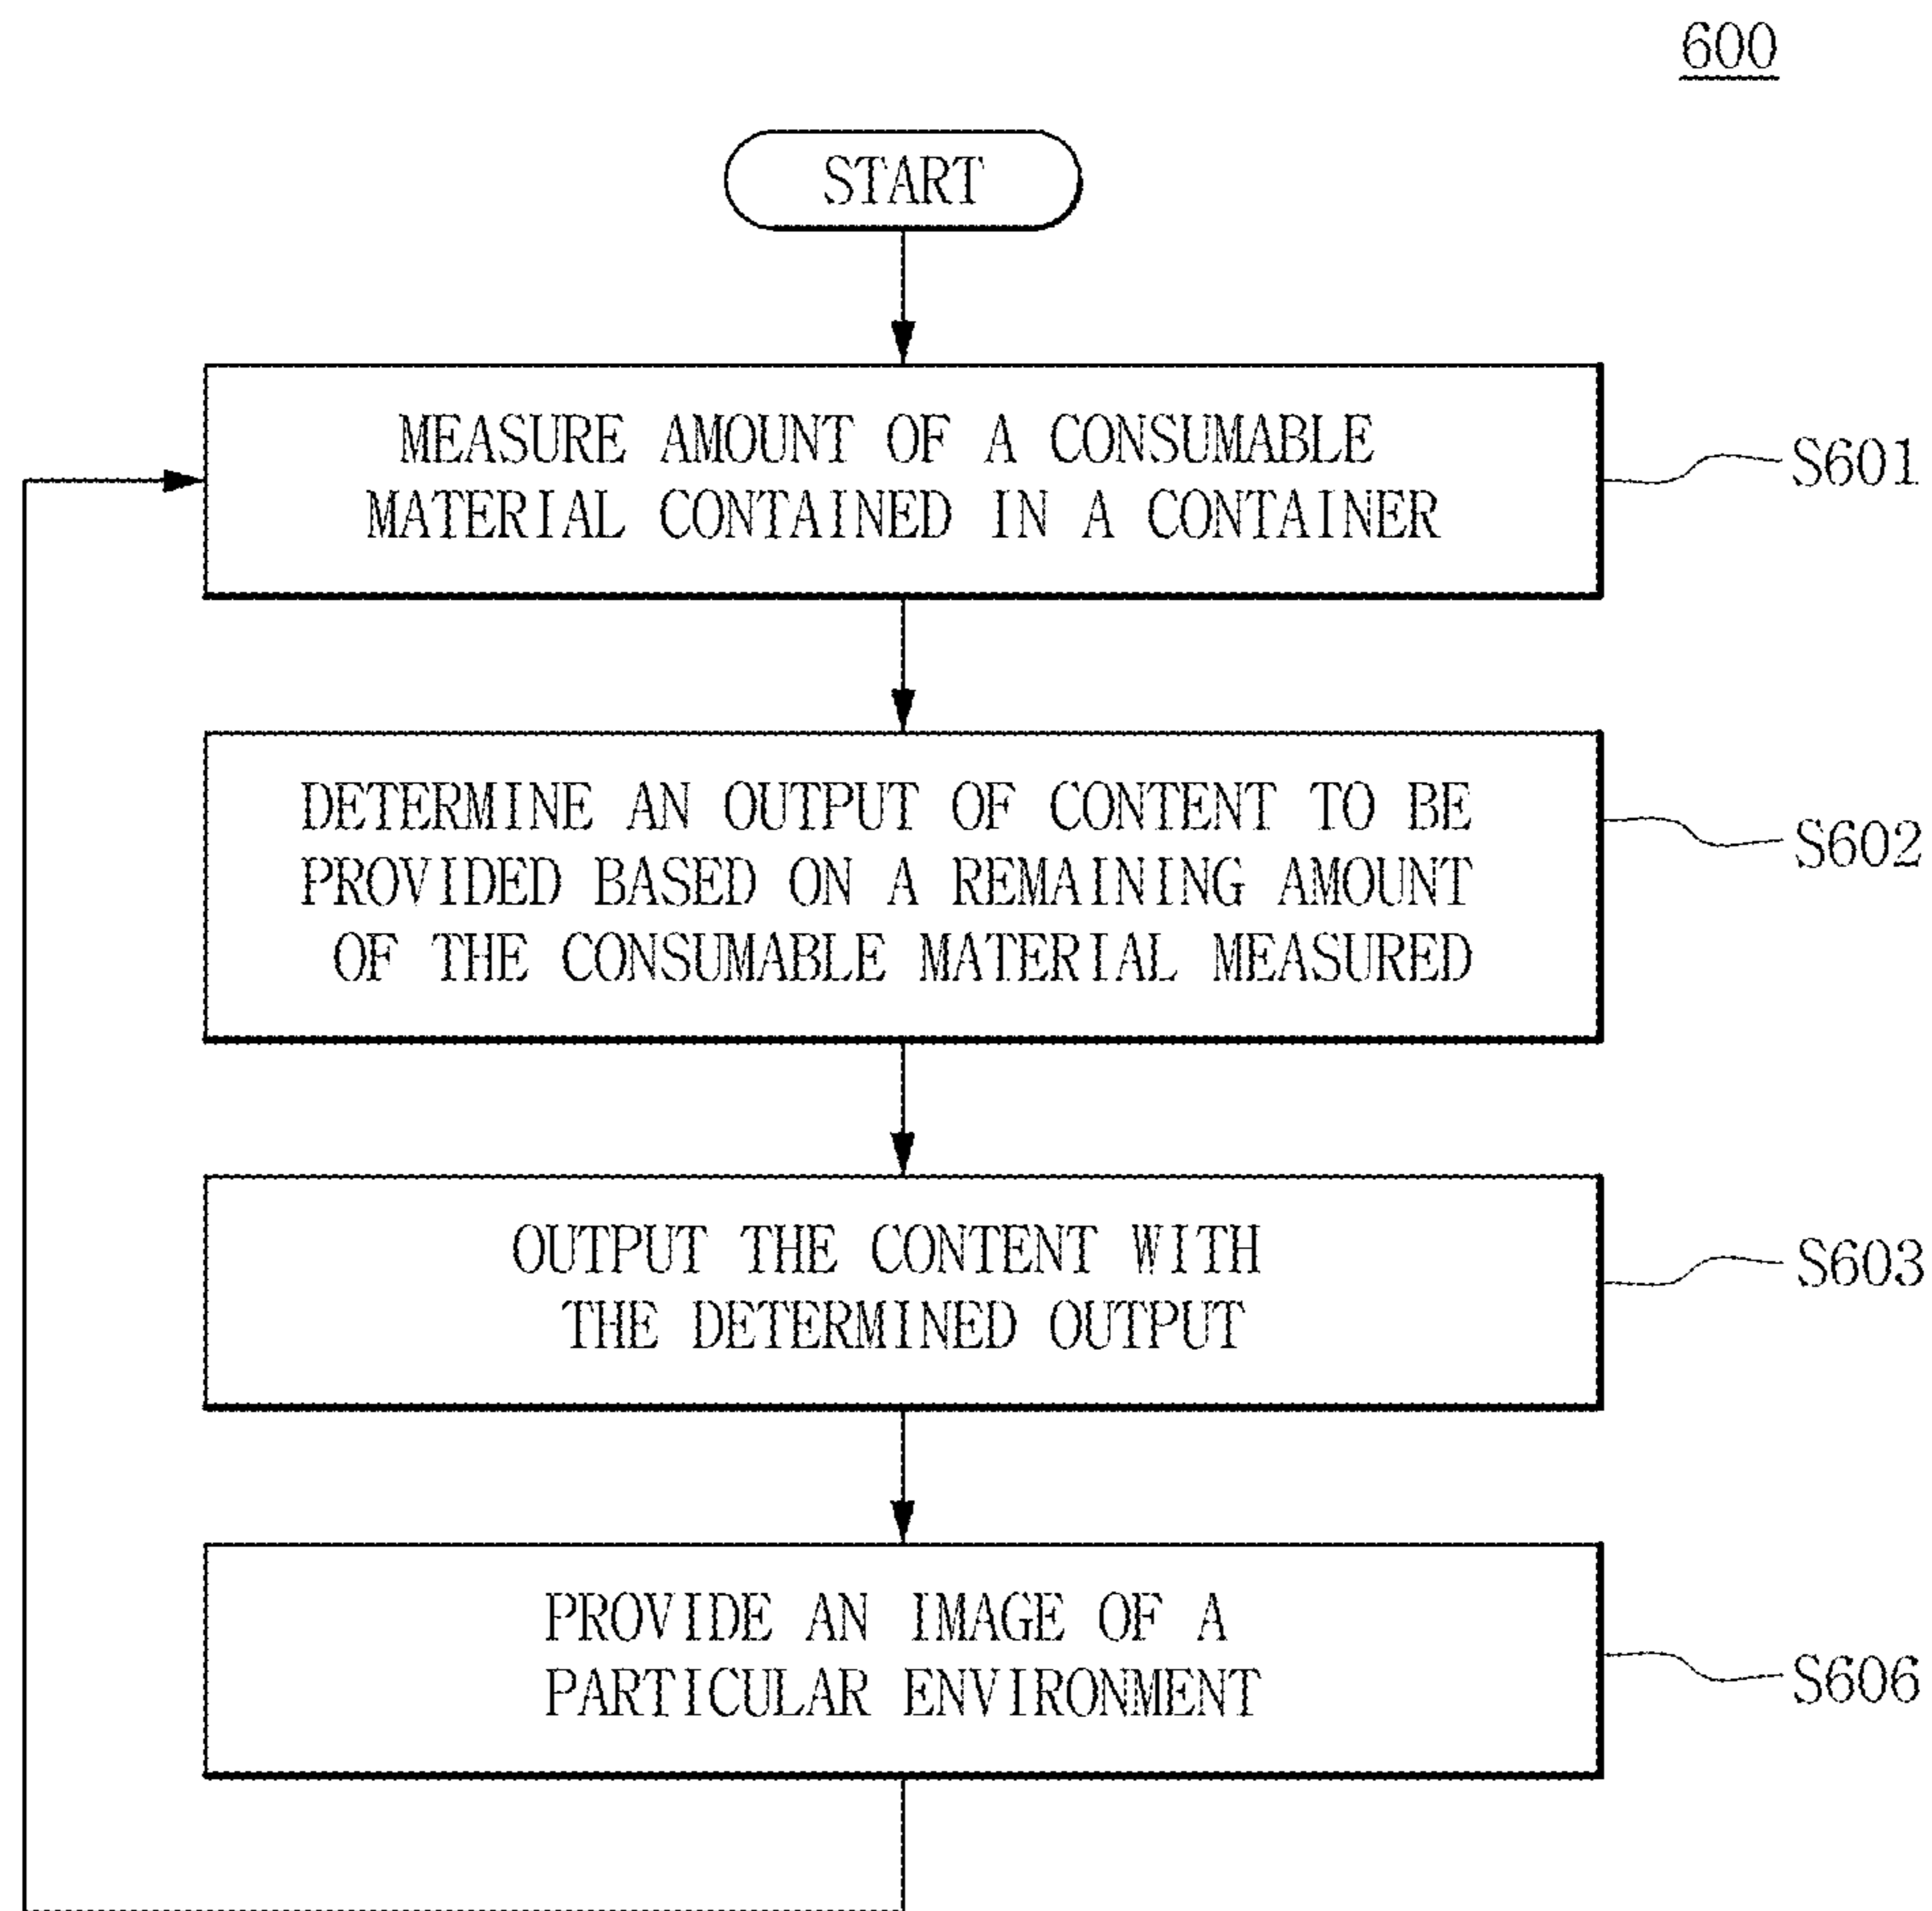 600
START
MEASURE AMOUNT OF A CONSUMABLE
MATERIAL CONTAINED IN A CONTAINER
S601
DETERMINE AN OUTPUT OF CONTENT TO BE
PROVIDED BASED ON A REMAINING AMOUNT
OF THE CONSUMABLE MATERIAL MEASURED
S602
OUTPUT THE CONTENT WITH
THE DETERMINED OUTPUT
S603
PROVIDE AN IMAGE OF A
PARTICULAR ENVIRONMENT
S606